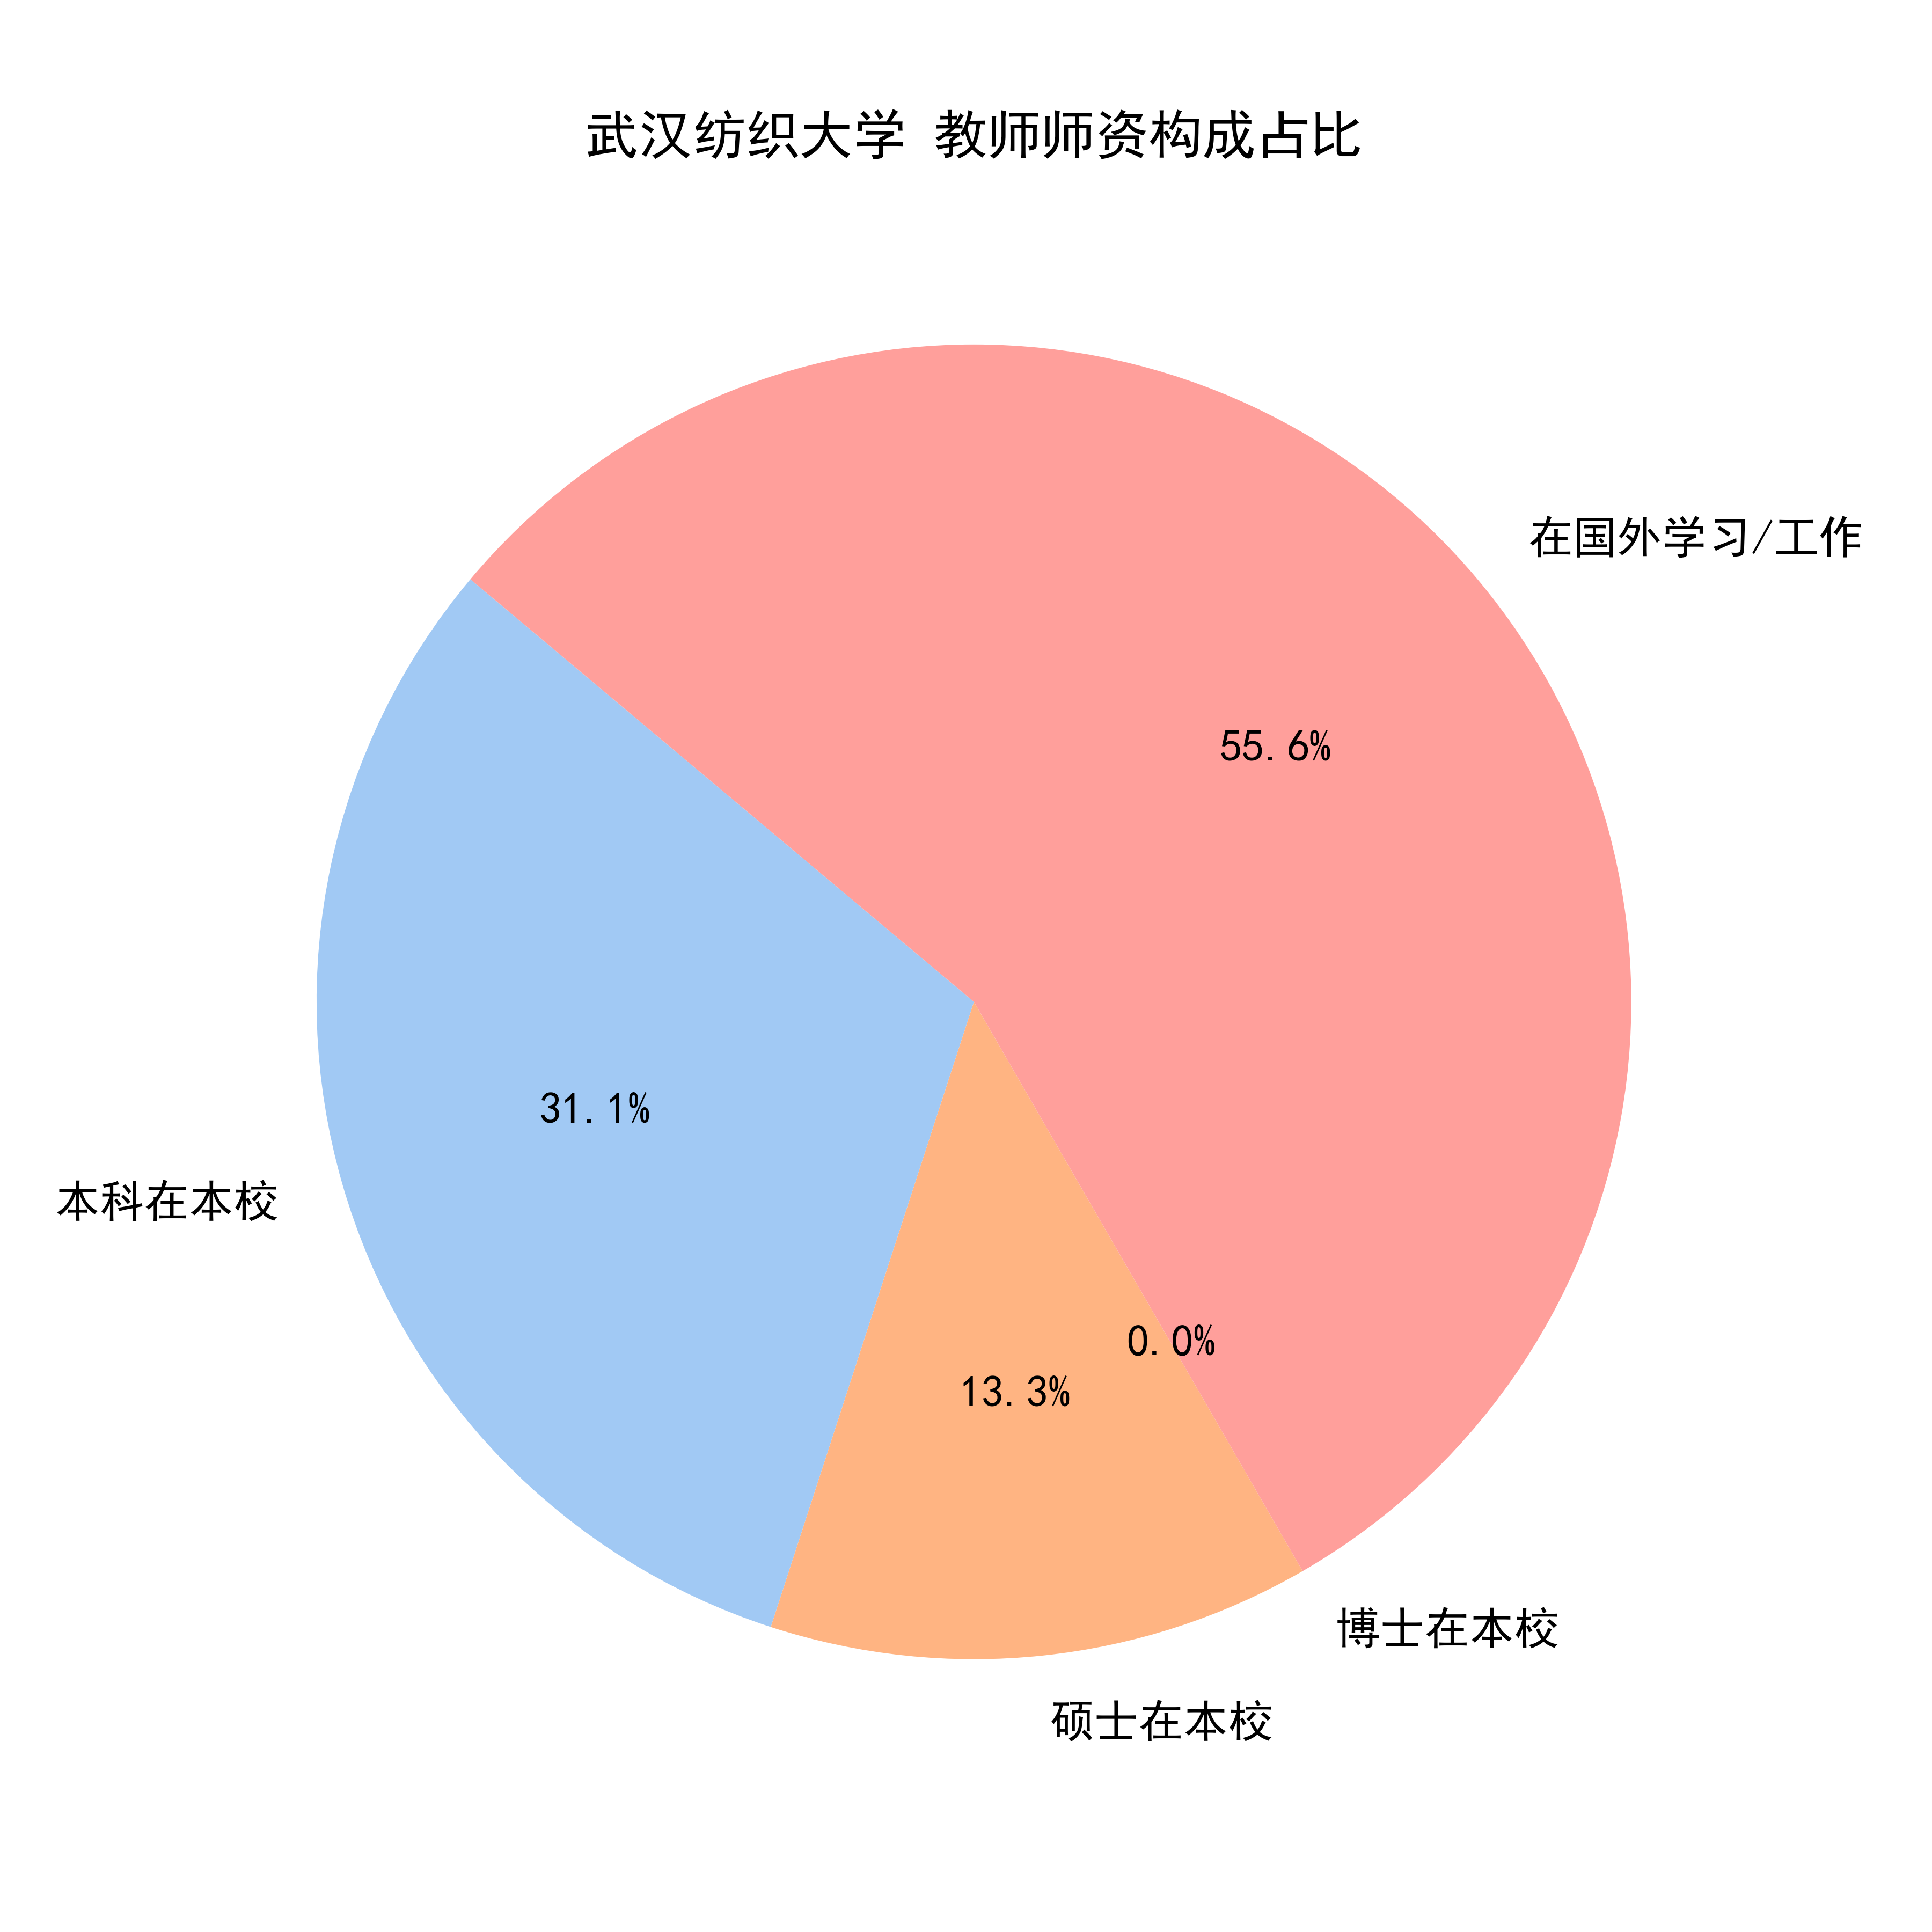 武汉纺织大学 教师师资构成占比
在国外学习/工作
55.6%
31.1%
本科在本校
0.0%
13.3%
博士在本校
硕士在本校